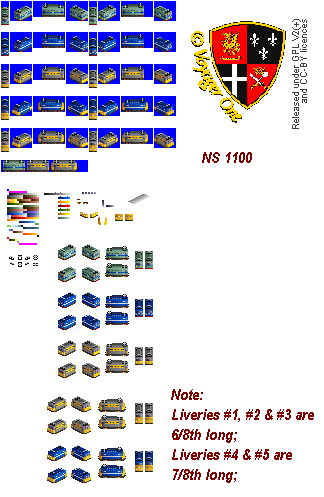 © Voyager One
Released under GPL v2(+)
and CC-BY licences
NS 1100
Note:
Liveries #1, #2 & #3 are
6/8th long;
Liveries #4 & #5 are
7/8th long;